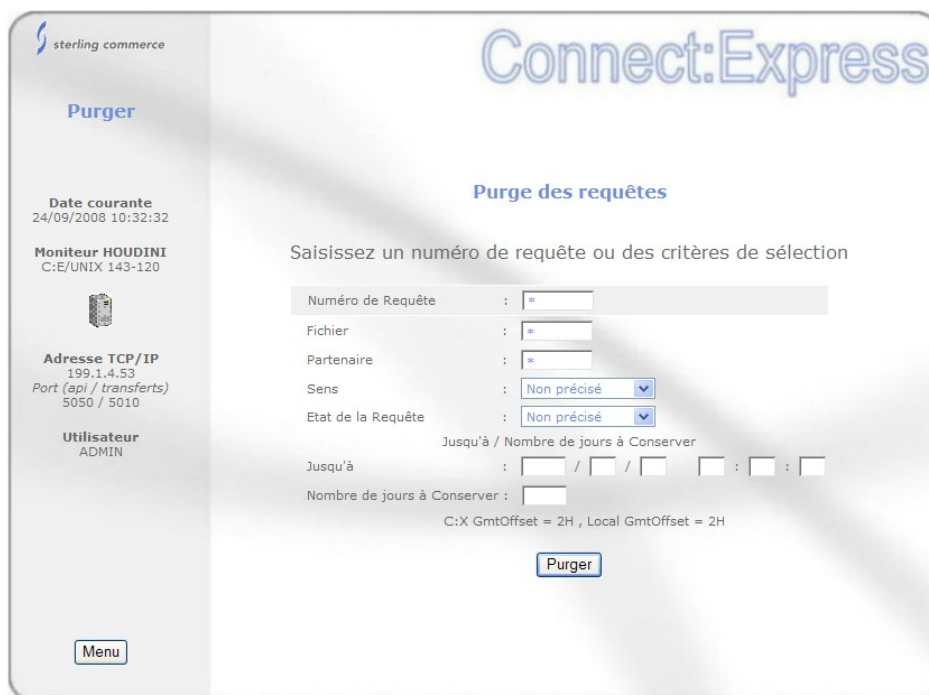 sterling commerce
Connect:Express
Purger
Date courante
24/09/2008 10:32:32
Moniteur HOUDINI
C:E/UNIX 143-120
Adresse TCP/IP
199.1.4.53
Port (api / transferts)
5050 / 5010
Utilisateur
ADMIN
Menu
Purge des requêtes
Saisissez un numéro de requête ou des critères de sélection
Numéro de Requête : *
Fichier : *
Partenaire : *
Sens : Non précisé
Etat de la Requête : Non précisé
Jusqu'à / Nombre de jours à Conserver
Jusqu'à : / / : :
Nombre de jours à Conserver :
C:X GmtOffset = 2H , Local GmtOffset = 2H
Purger